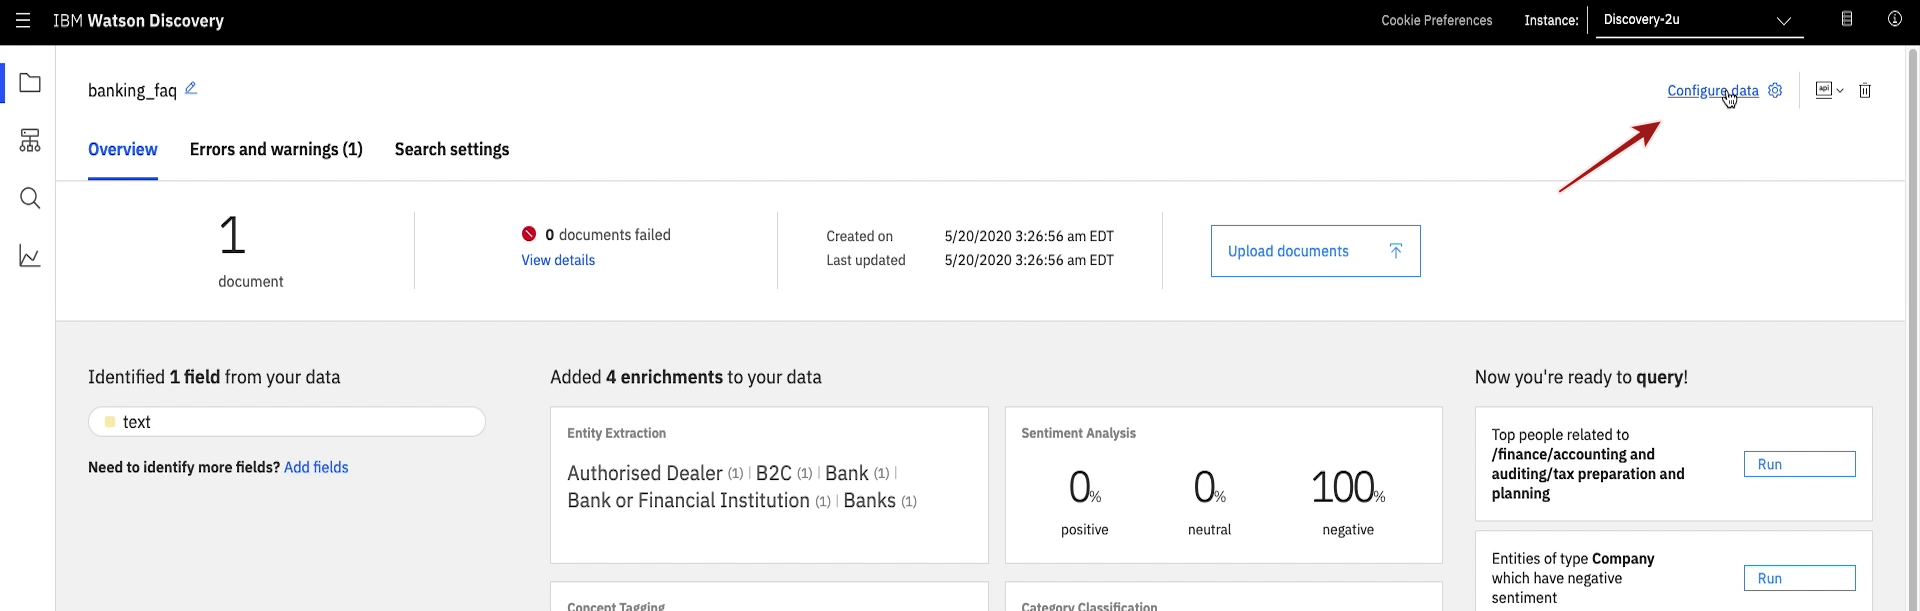 IBM Watson Discovery
Cookie Preferences
Instance:
Discovery-2u
banking_faq
Configure data
api
Overview
Errors and warnings (1)
Search settings
1
document
0 documents failed
View details
Created on 5/20/2020 3:26:56 am EDT
Last updated 5/20/2020 3:26:56 am EDT
Upload documents
Identified 1 field from your data
text
Need to identify more fields? Add fields
Added 4 enrichments to your data
Entity Extraction
Authorised Dealer (1) | B2C (1) | Bank (1) |
Bank or Financial Institution (1) | Banks (1)
Sentiment Analysis
0% 0% 100%
positive neutral negative
Concept Tagging
Category Classification
Now you're ready to query!
Top people related to
/finance/accounting and
auditing/tax preparation and
planning
Run
Entities of type Company
which have negative
sentiment
Run